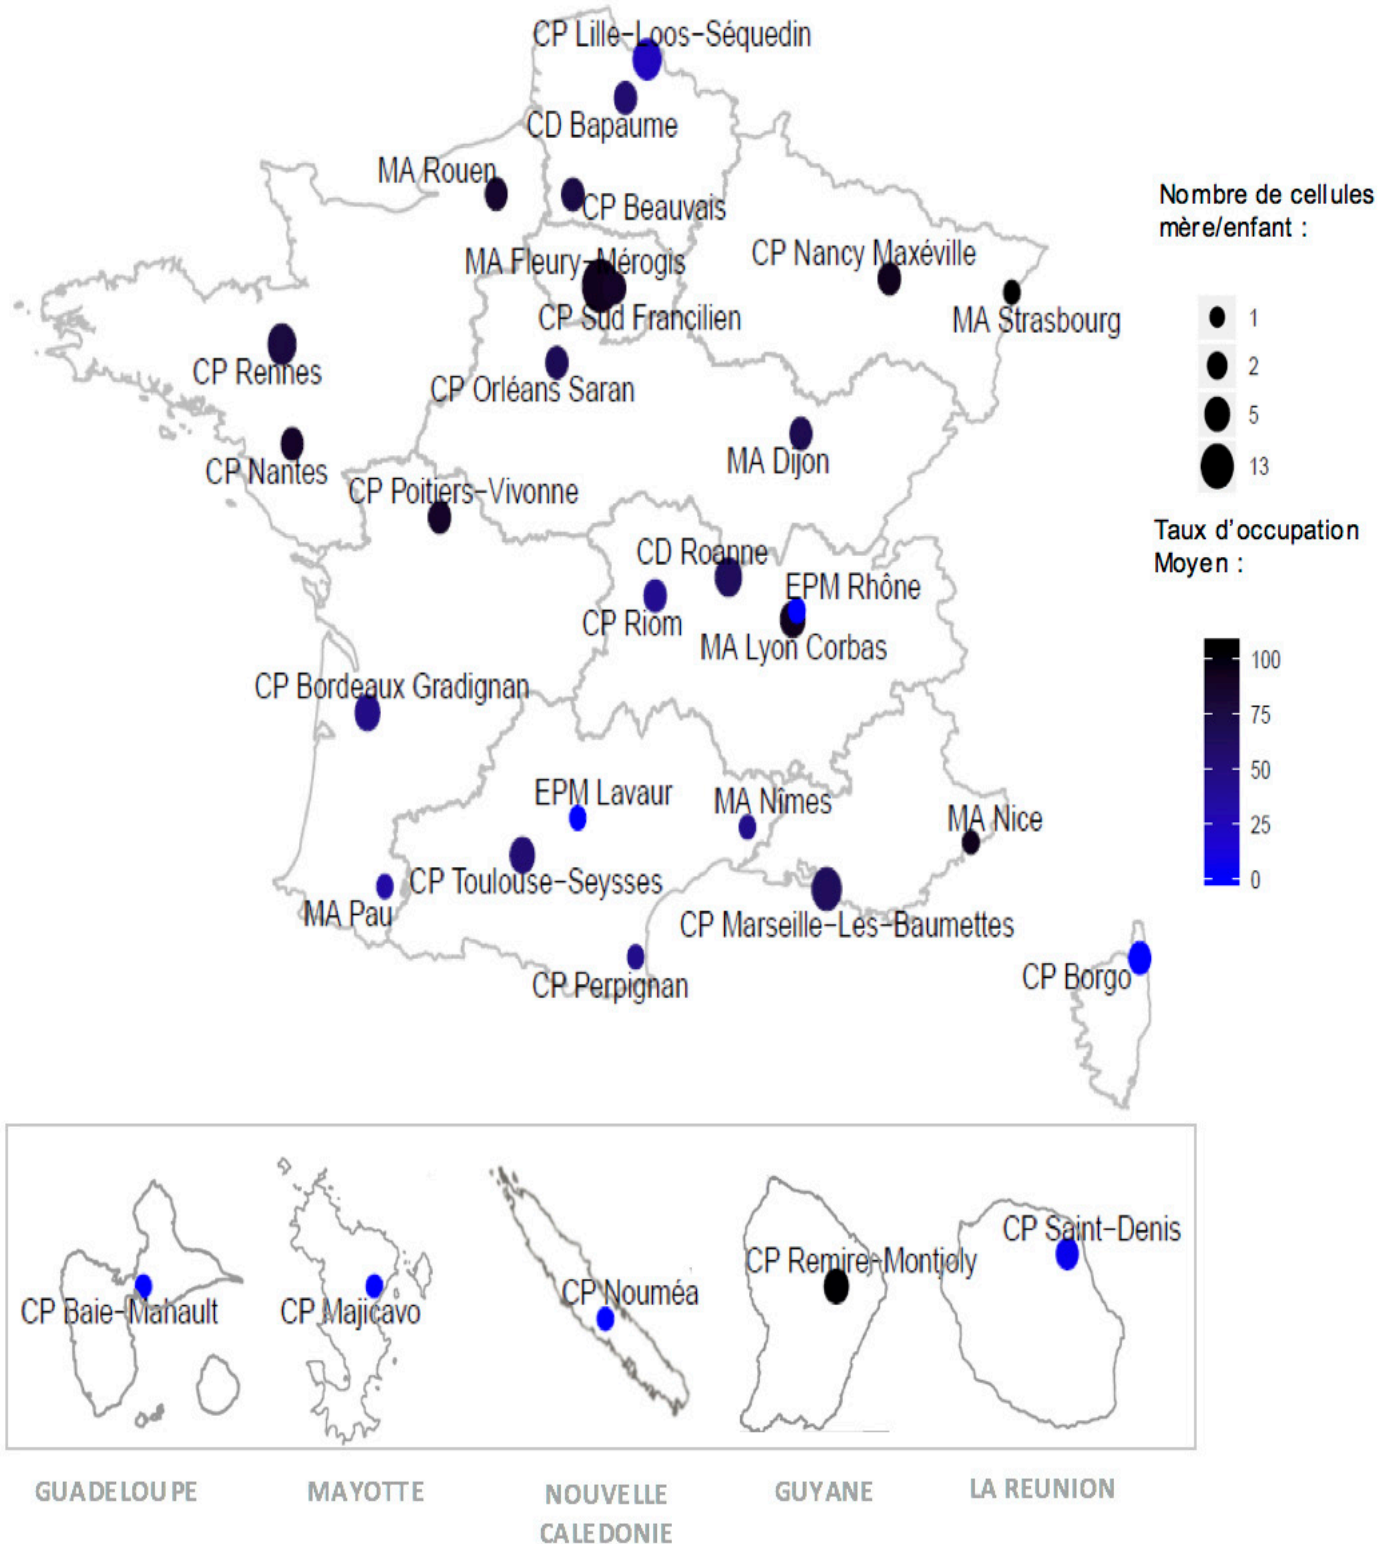 CP Lille-Loos-Séquedin
CD Bapaume
MA Rouen
CP Beauvais
MA Fleury-Mérogis
CP Nancy Maxéville
CP Sud Francilien
MA Strasbourg
CP Rennes
CP Orléans Saran
CP Nantes
MA Dijon
CP Poitiers-Vivonne
CD Roanne
EPM Rhône
CP Riom
MA Lyon Corbas
CP Bordeaux Gradignan
EPM Lavaur
MA Nîmes
MA Nice
CP Toulouse-Seysses
MA Pau
CP Marseille-Les-Baumettes
CP Perpignan
CP Borgo
Nombre de cellules
mère/enfant :
1
2
5
13
Taux d'occupation
Moyen :
100
75
50
25
0
CP Baie-Mahault
CP Majicavo
CP Nouméa
CP Remire-Montjoly
CP Saint-Denis
GUADELOUPE
MAYOTTE
NOUVELLE
CALEDONIE
GUYANE
LA REUNION